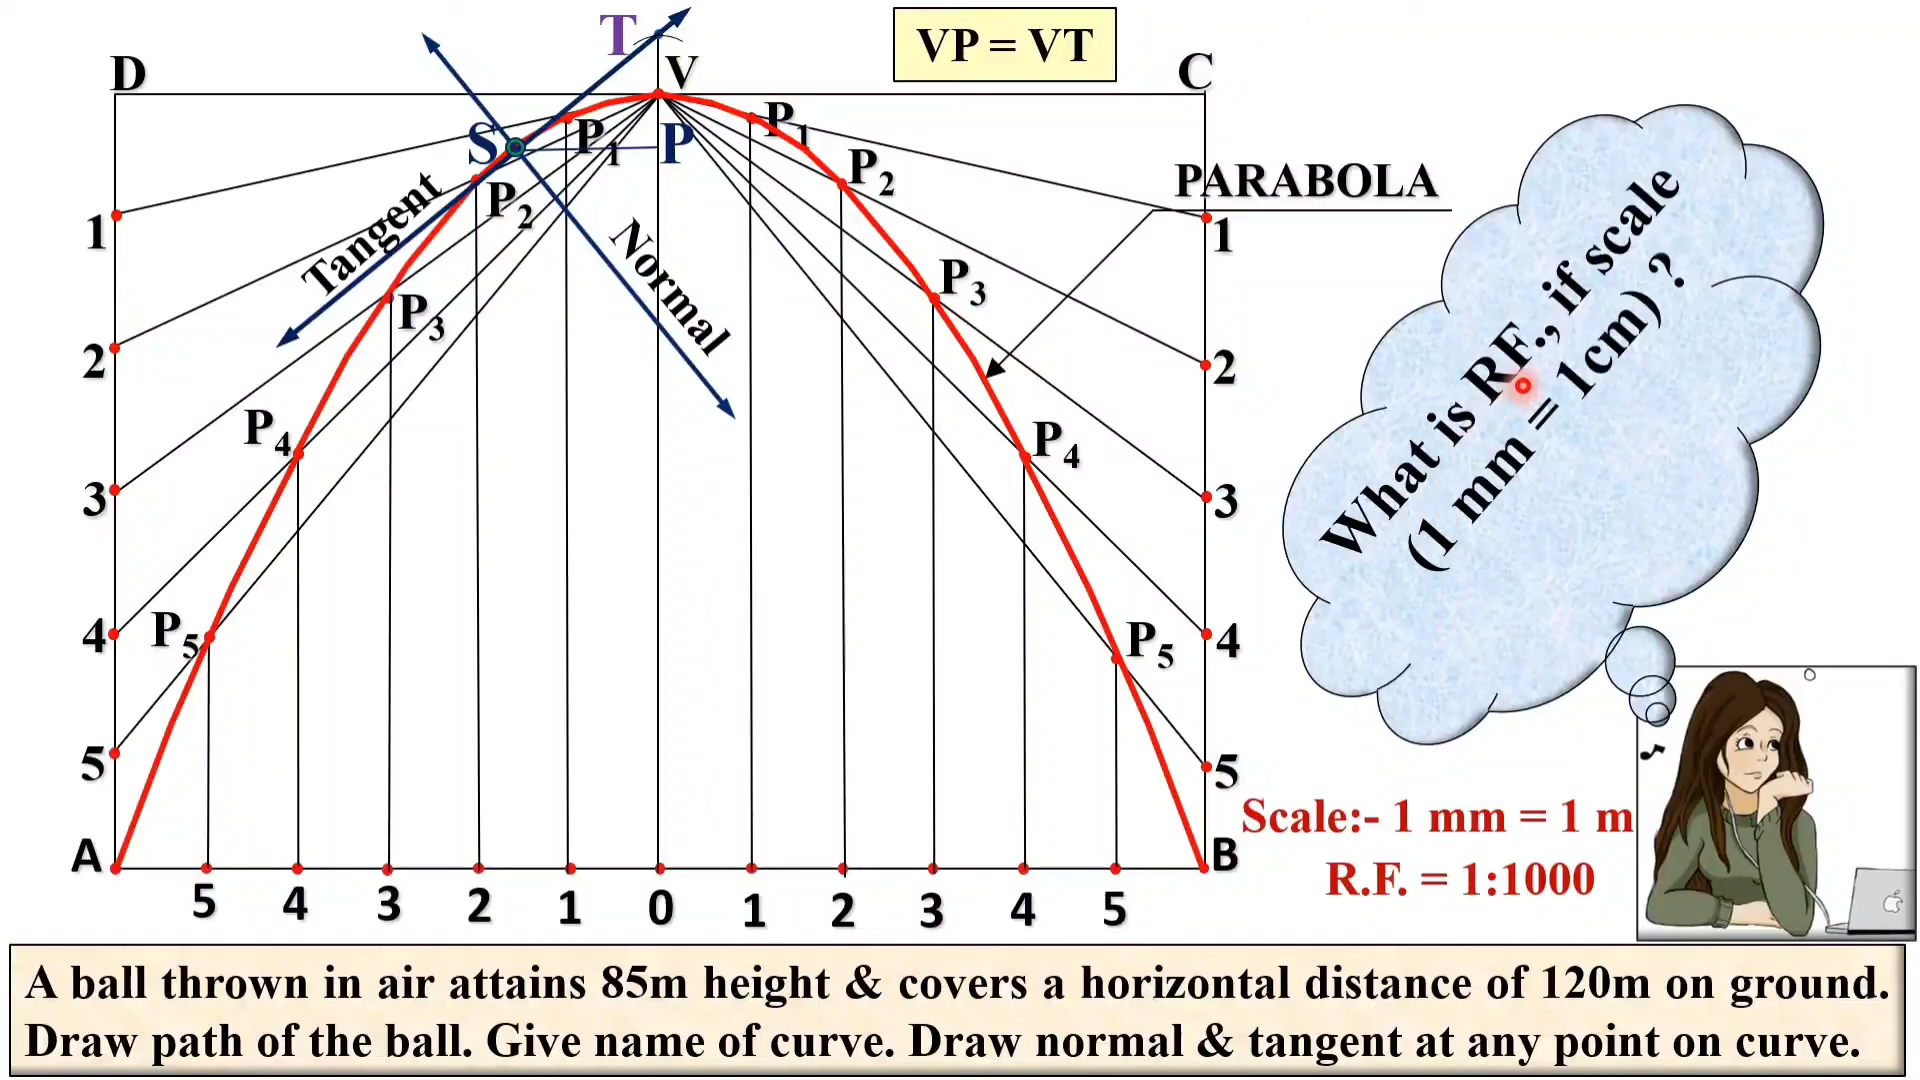 T
VP = VT
D
V
C
P1
P1
S
P
P2
P2
PARABOLA
Tangent
Normal
1
1
P3
P3
What is RF., if scale
(1 mm = 1cm) ?
2
2
P4
P4
3
3
P5
P5
4
4
5
5
Scale:- 1 mm = 1 m
R.F. = 1:1000
A
B
5 4 3 2 1 0 1 2 3 4 5
A ball thrown in air attains 85m height & covers a horizontal distance of 120m on ground.
Draw path of the ball. Give name of curve. Draw normal & tangent at any point on curve.